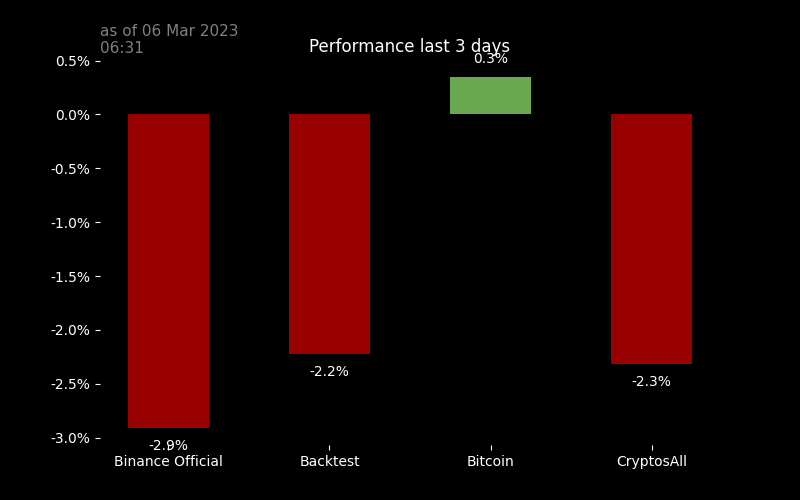 as of 06 Mar 2023
06:31
Performance last 3 days
0.5%
0.3%
0.0%
-0.5%
-1.0%
-1.5%
-2.0%
-2.2%
-2.3%
-2.5%
-3.0%
-2.9%
Binance Official
Backtest
Bitcoin
CryptosAll